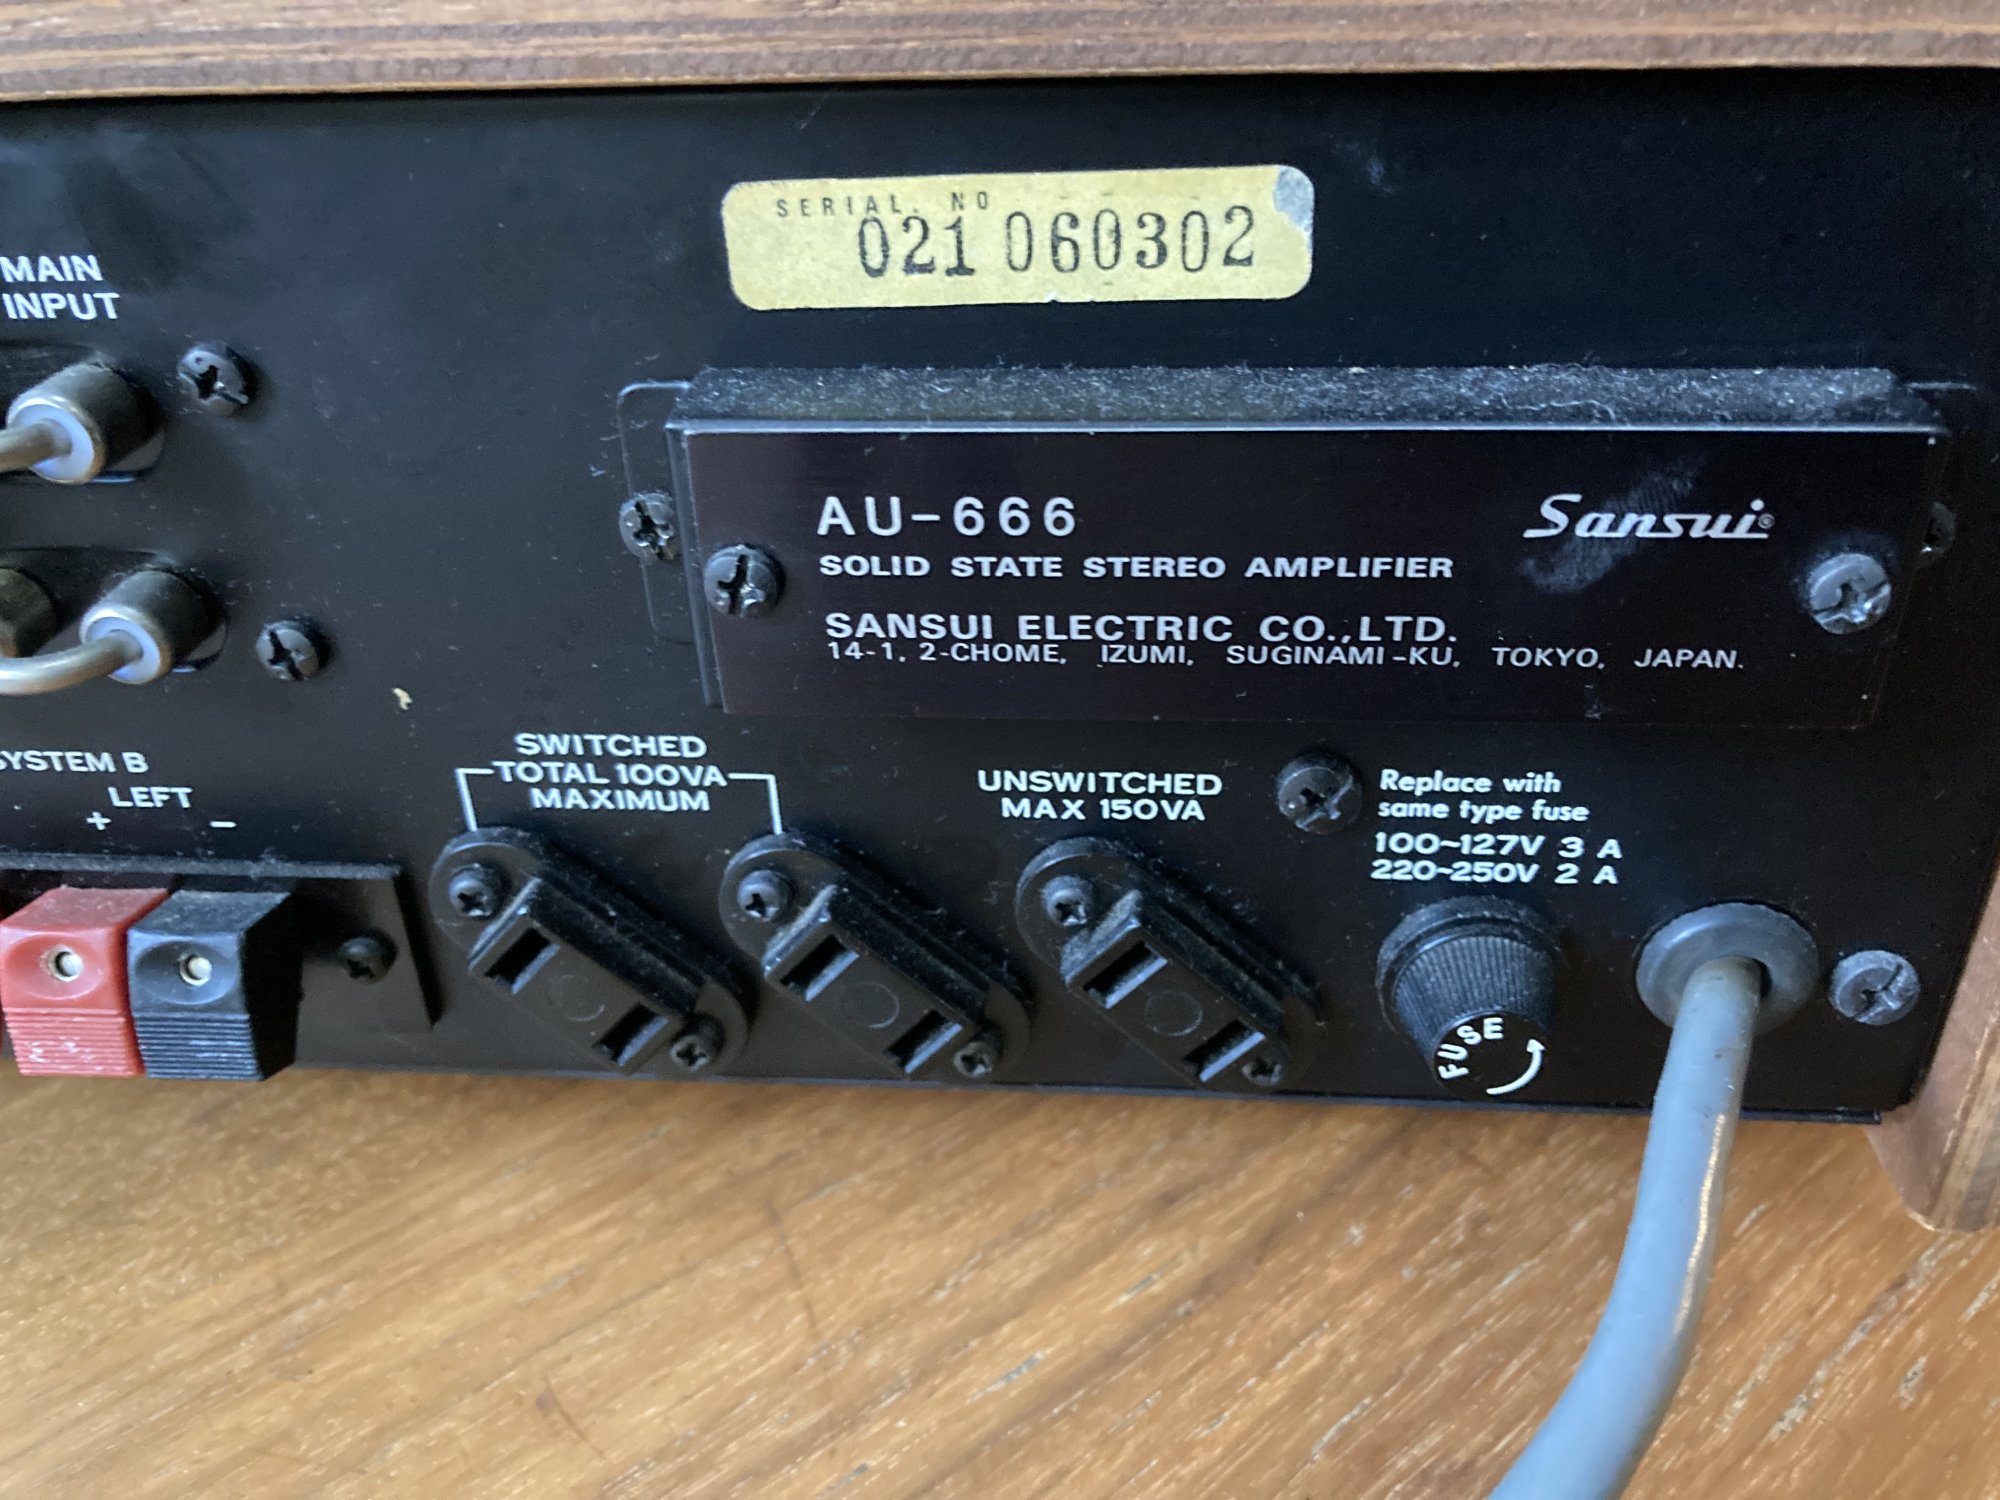 SERIAL. NO
021 060302
MAIN
INPUT
AU-666
Sansui®
SOLID STATE STEREO AMPLIFIER
SANSUI ELECTRIC CO.,LTD.
14-1, 2-CHOME, IZUMI, SUGINAMI-KU, TOKYO, JAPAN.
SYSTEM B
LEFT
+ −
SWITCHED
TOTAL 100VA
MAXIMUM
UNSWITCHED
MAX 150VA
Replace with
same type fuse
100~127V 3 A
220~250V 2 A
FUSE